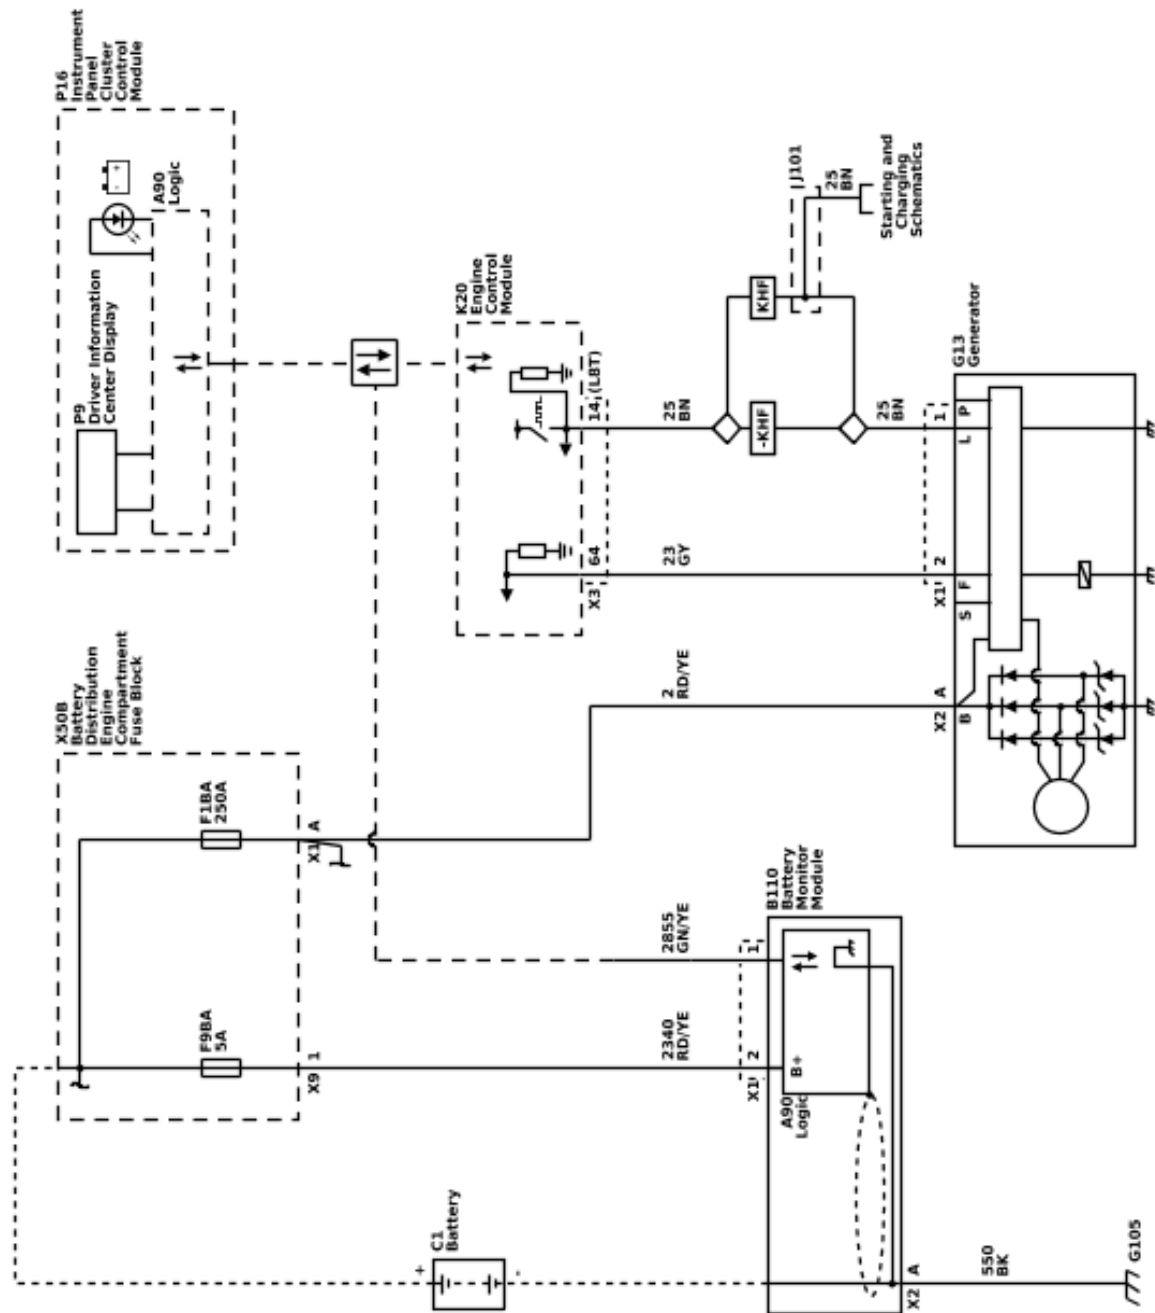 P16
Instrument
Panel
Cluster
Control
Module
P9
Driver Information
Center Display
A90
Logic
- +
X50B
Battery
Distribution
Engine
Compartment
Fuse Block
F9BA
5A
F1BA
250A
X9
1
X1
A
K20
Engine
Control
Module
X3
64
14
(L8T)
C1
Battery
+
-
2340
RD/YE
2855
GN/YE
2
RD/YE
23
GY
25
BN
-KHF
KHF
J101
25
BN
Starting and
Charging
Schematics
25
BN
B110
Battery
Monitor
Module
X1
2
1
B+
A90
Logic
X2
A
550
BK
G105
G13
Generator
X2
A
B
X1
2
1
S
F
L
P